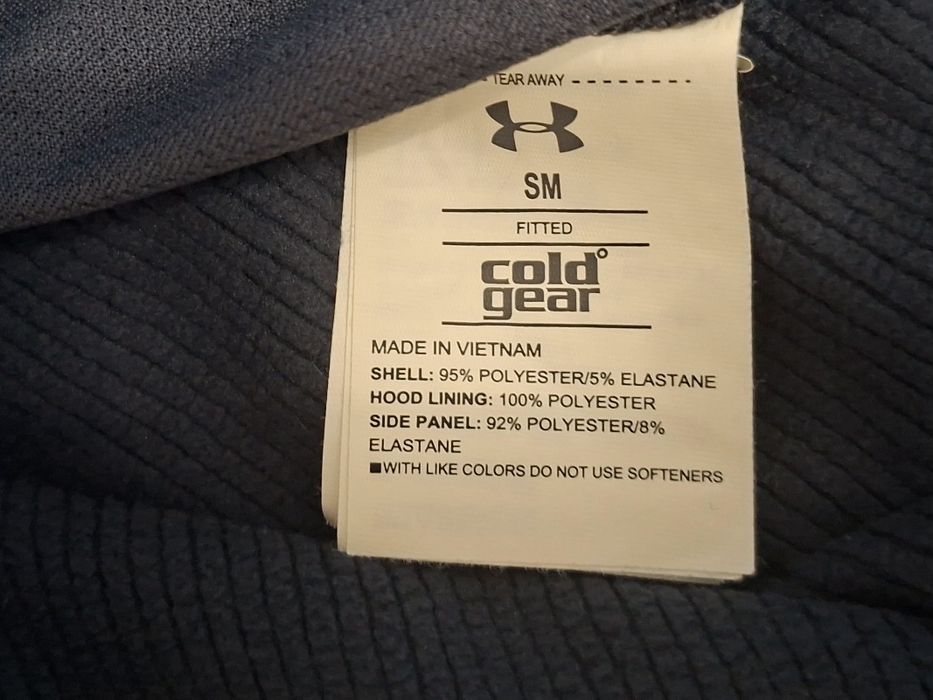 TEAR AWAY
SM
FITTED
cold°
gear
MADE IN VIETNAM
SHELL: 95% POLYESTER/5% ELASTANE
HOOD LINING: 100% POLYESTER
SIDE PANEL: 92% POLYESTER/8%
ELASTANE
■WITH LIKE COLORS DO NOT USE SOFTENERS